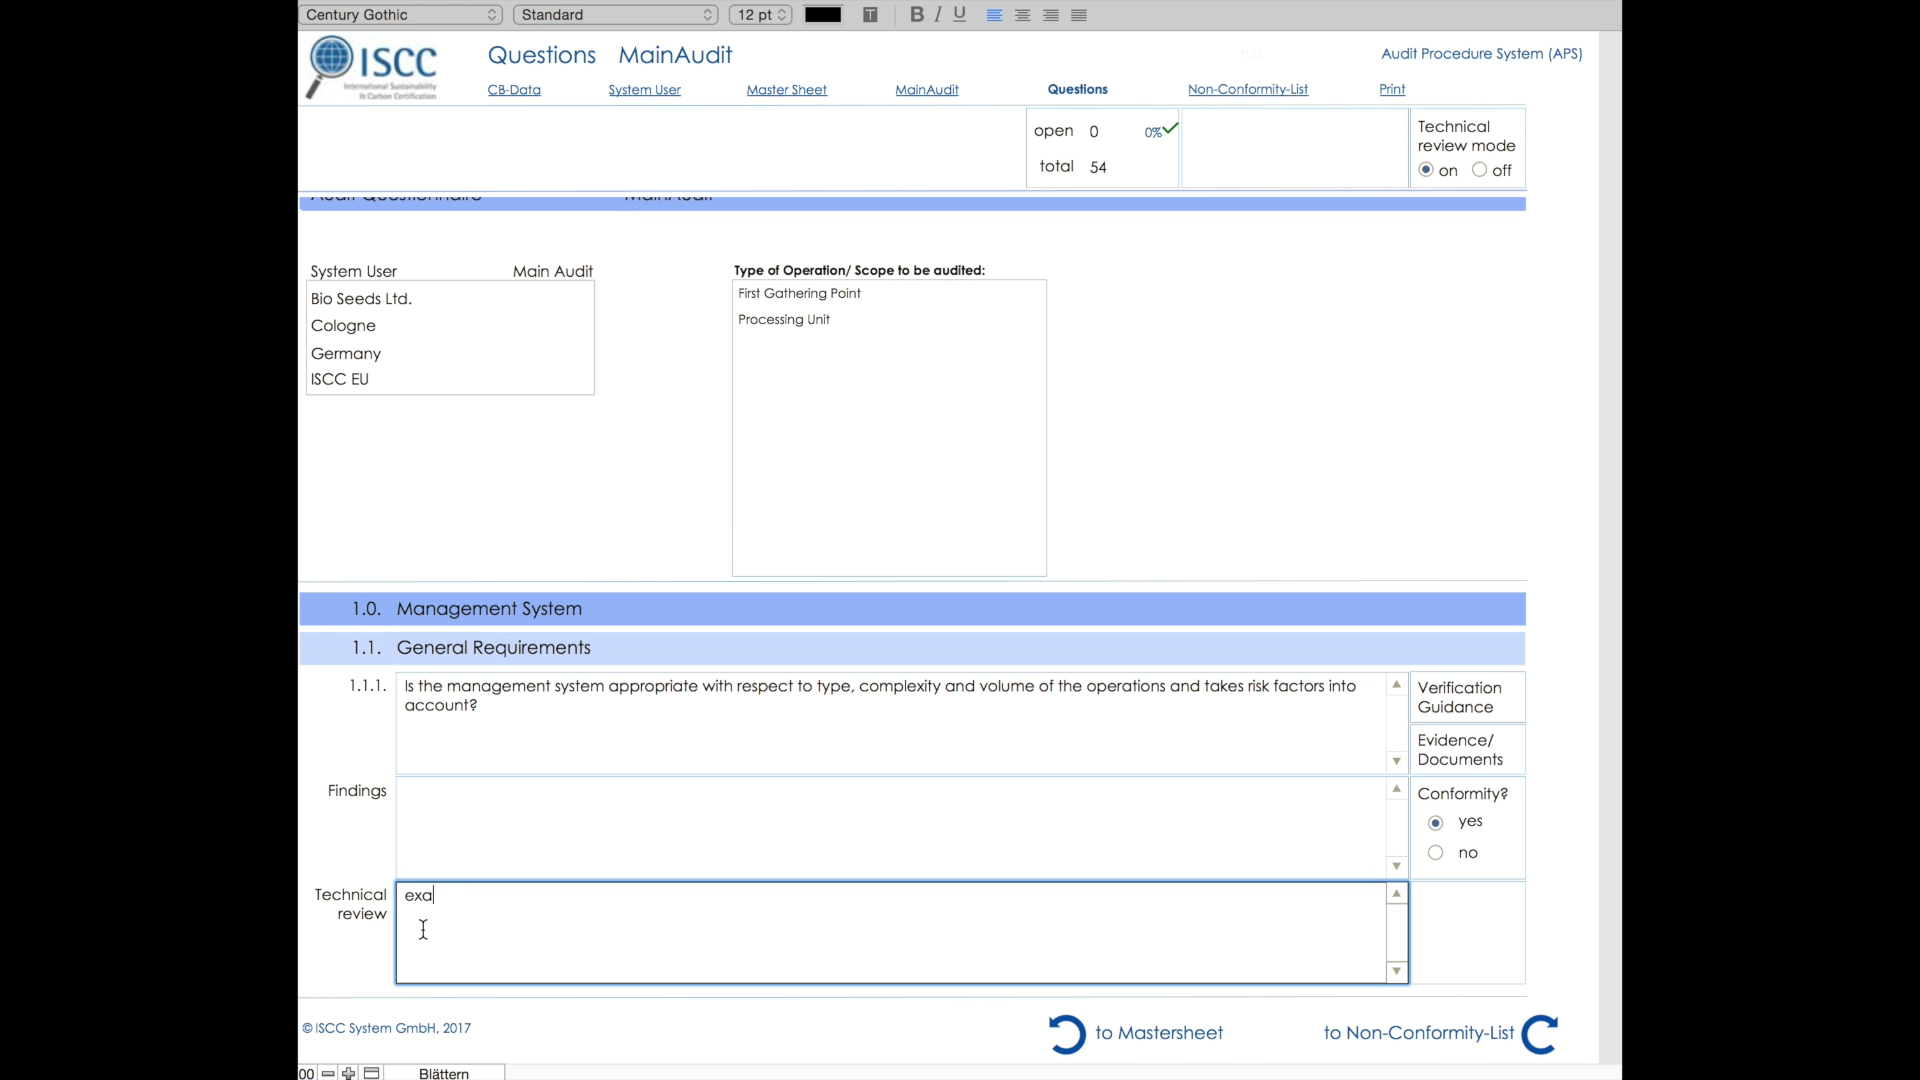 Century Gothic Standard 12 pt T B I U
ISCC Questions MainAudit Audit Procedure System (APS)
International Sustainability
& Carbon Certification
CB-Data System User Master Sheet MainAudit Questions Non-Conformity-List Print
open 0 0%
total 54
Technical
review mode
on off
Audit Questionnaire MainAudit
System User Main Audit
Bio Seeds Ltd.
Cologne
Germany
ISCC EU
Type of Operation/ Scope to be audited:
First Gathering Point
Processing Unit
1.0. Management System
1.1. General Requirements
1.1.1. Is the management system appropriate with respect to type, complexity and volume of the operations and takes risk factors into
account?
Verification
Guidance
Evidence/
Documents
Findings
Conformity?
yes
no
Technical
review
exa
© ISCC System GmbH, 2017
to Mastersheet
to Non-Conformity-List
00 Blättern